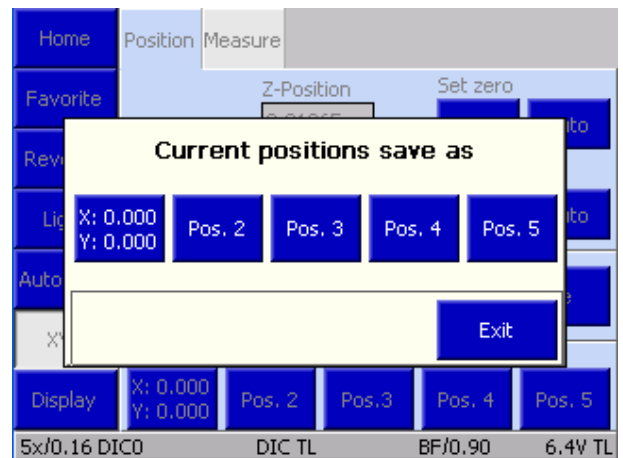 Home
Position
Measure
Favorite
Z-Position
Set zero
Current positions save as
X: 0.000
Y: 0.000
Pos. 2
Pos. 3
Pos. 4
Pos. 5
Exit
Display
X: 0.000
Y: 0.000
Pos. 2
Pos.3
Pos. 4
Pos. 5
5x/0.16 DIC0
DIC TL
BF/0.90
6.4V TL